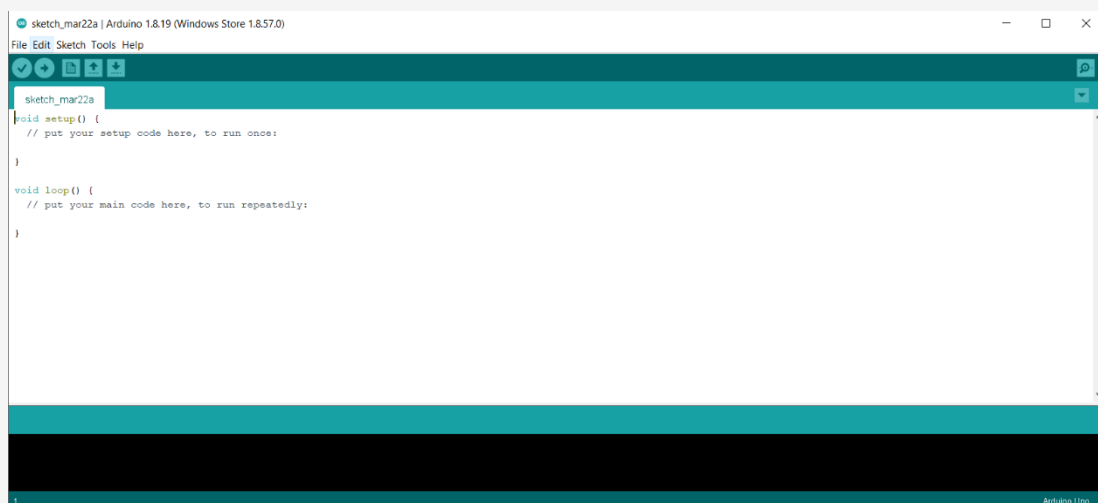 sketch_mar22a | Arduino 1.8.19 (Windows Store 1.8.57.0)
File Edit Sketch Tools Help
sketch_mar22a
void setup() {
  // put your setup code here, to run once:
}
void loop() {
  // put your main code here, to run repeatedly:
}
1 Arduino Uno